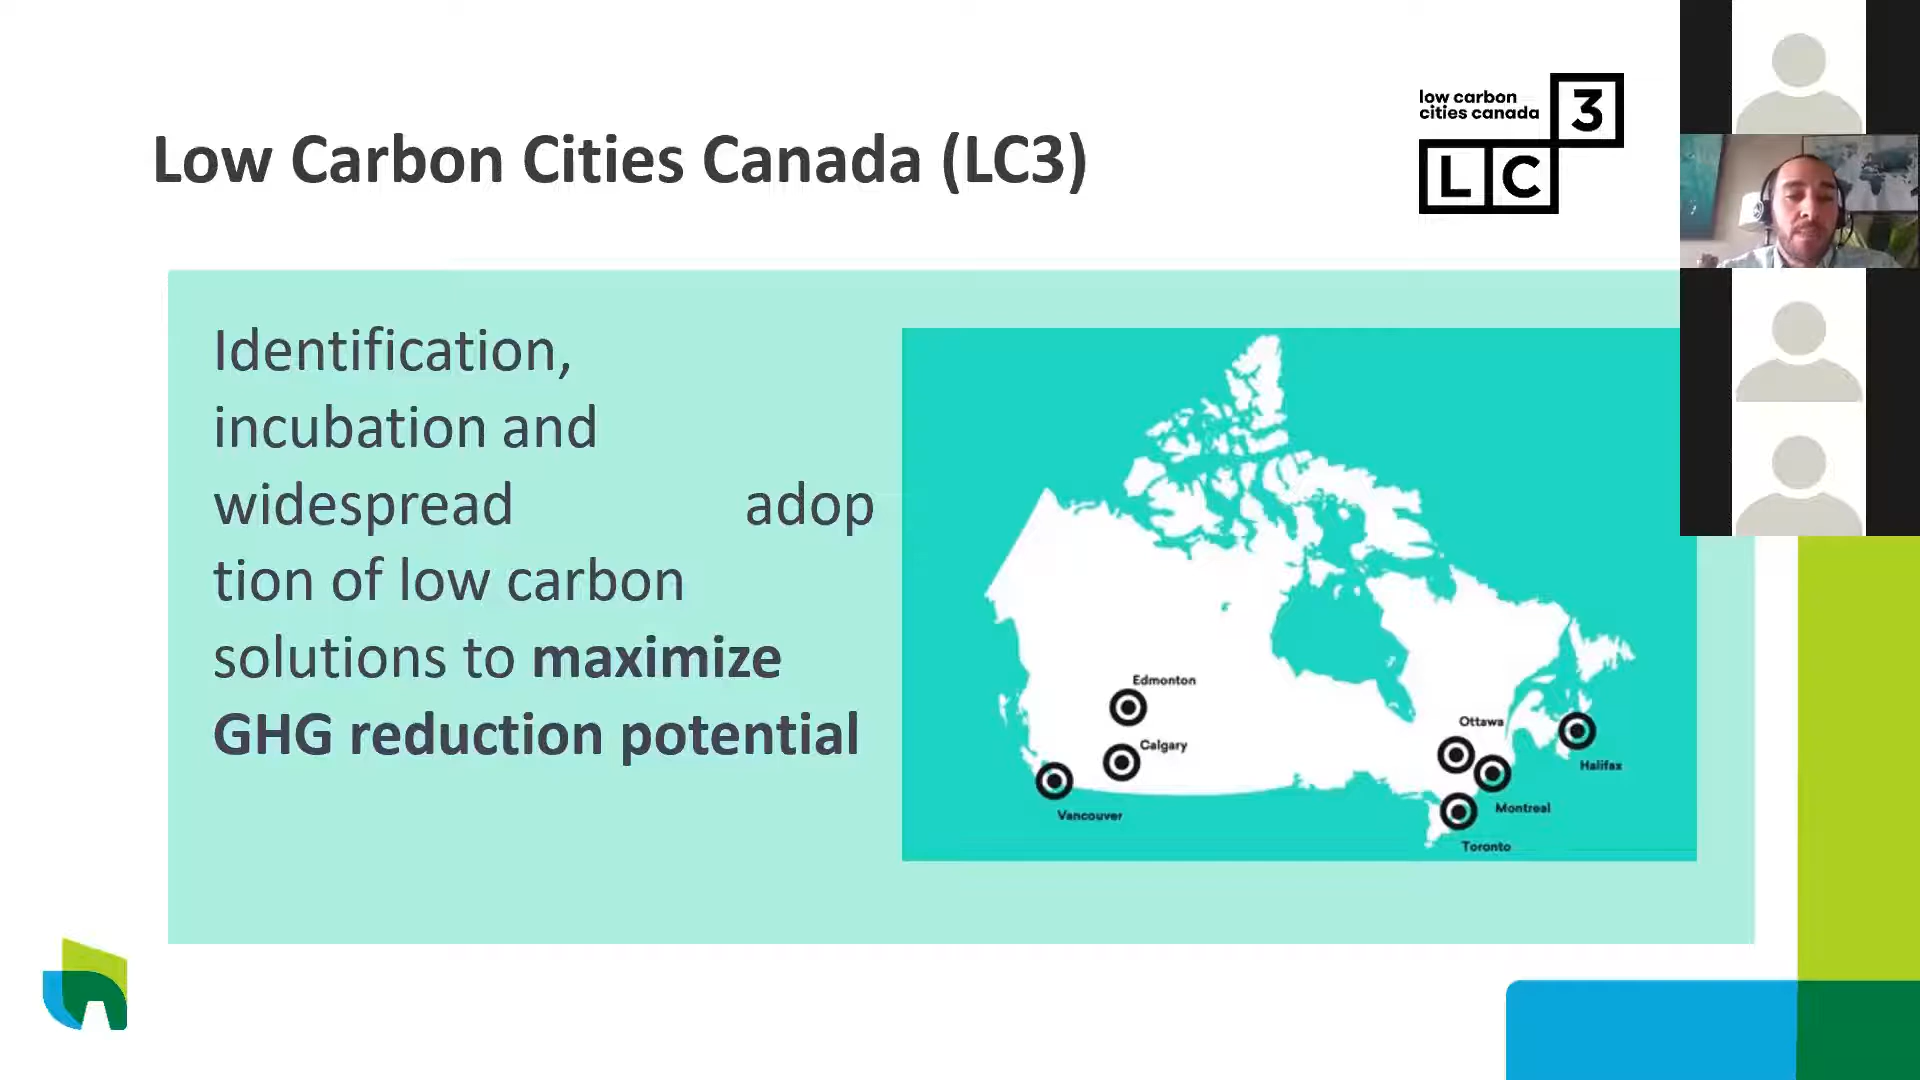 low carbon
cities canada
3
LC
Low Carbon Cities Canada (LC3)
Identification,
incubation and
widespread adop
tion of low carbon
solutions to maximize
GHG reduction potential
Edmonton
Calgary
Vancouver
Ottawa
Halifax
Montreal
Toronto